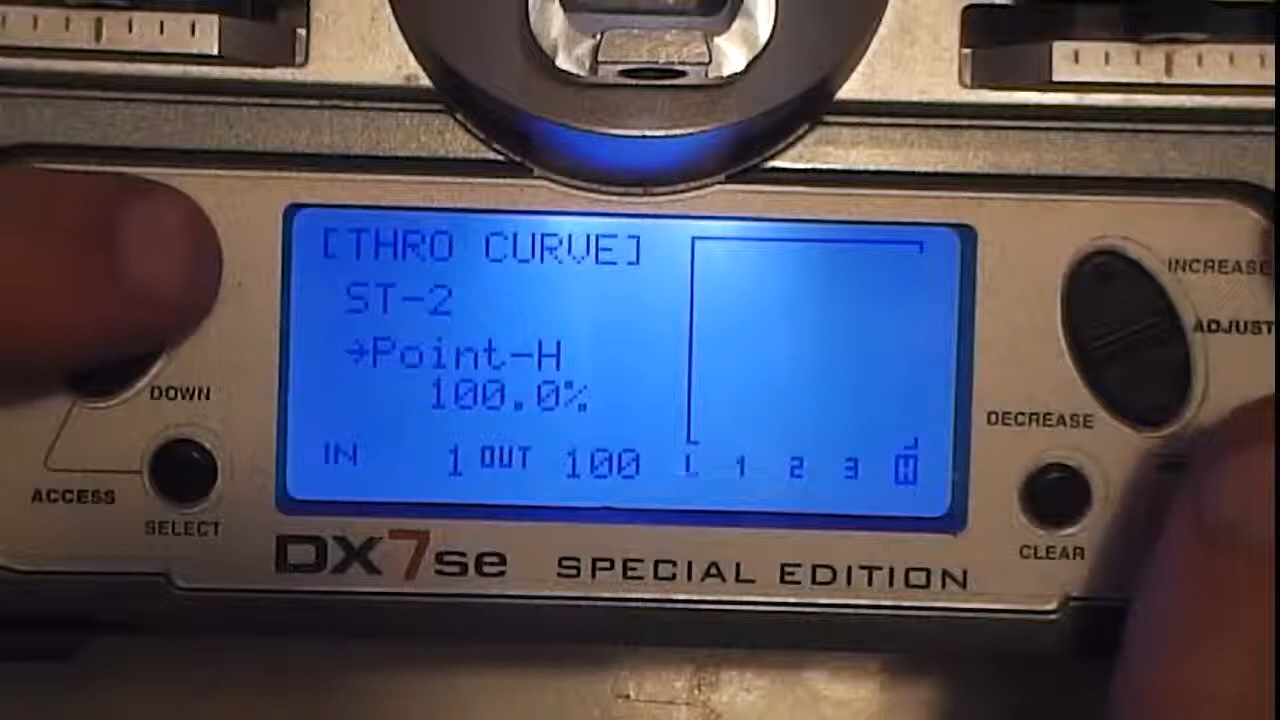 [THRO CURVE]
ST-2
→Point-H
100.0%
IN 1 OUT 100
L 1 2 3 H
DOWN
ACCESS
SELECT
INCREASE
ADJUST
DECREASE
CLEAR
DX7se SPECIAL EDITION